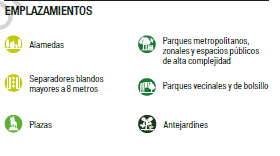 EMPLAZAMIENTOS
Alamedas
Separadores blandos
mayores a 8 metros
Plazas
Parques metropolitanos,
zonales y espacios públicos
de alta complejidad
Parques vecinales y de bolsillo
Antejardines